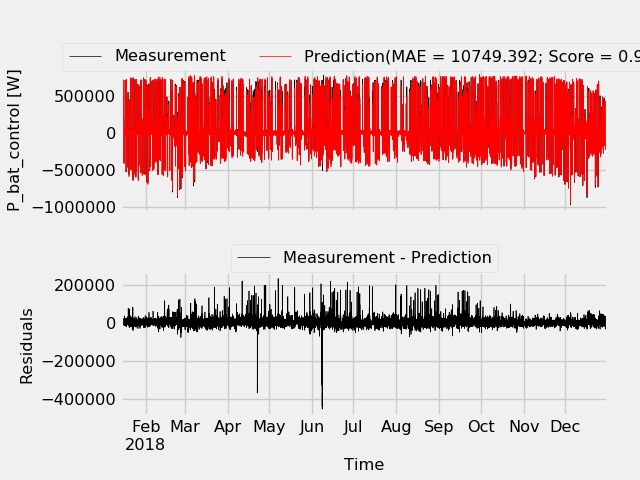 Measurement
Prediction(MAE = 10749.392; Score = 0.9
P_bat_control [W]
500000
0
−500000
−1000000
Measurement - Prediction
Residuals
200000
0
−200000
−400000
Feb Mar Apr May Jun Jul Aug Sep Oct Nov Dec
2018
Time